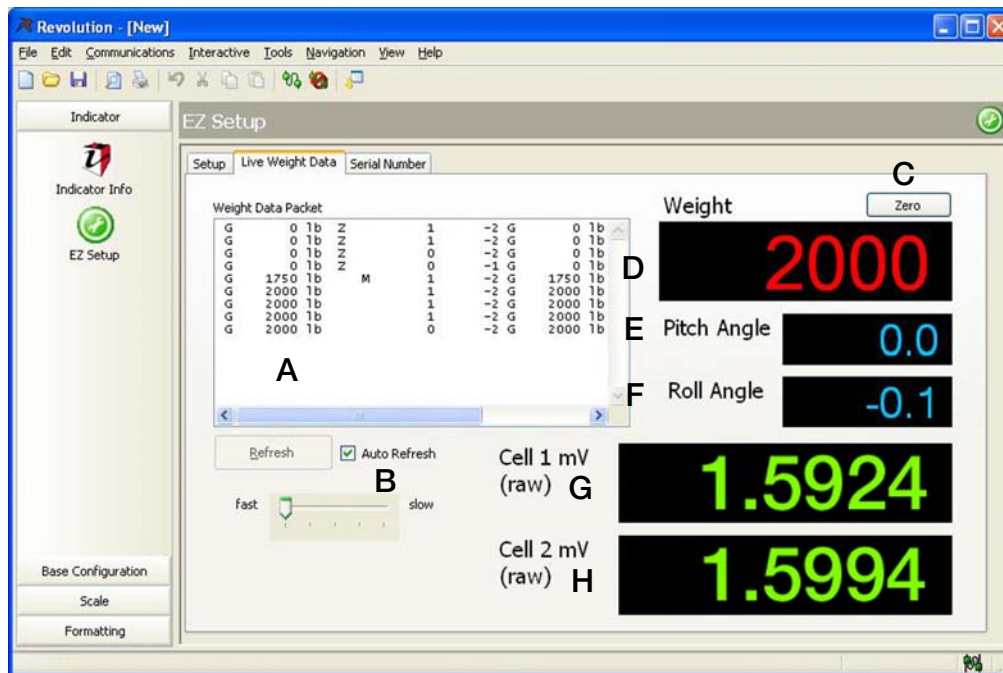 Revolution - [New]
File Edit Communications Interactive Tools Navigation View Help
Indicator
Indicator Info
EZ Setup
Base Configuration
Scale
Formatting
EZ Setup
Setup Live Weight Data Serial Number
Weight Data Packet
G 0 lb Z 1 -2 G 0 lb
G 0 lb Z 1 -2 G 0 lb
G 0 lb Z 0 -2 G 0 lb
G 0 lb Z 0 -1 G 0 lb
G 1750 lb M 1 -2 G 1750 lb
G 2000 lb 1 -2 G 2000 lb
G 2000 lb 1 -2 G 2000 lb
G 2000 lb 1 -2 G 2000 lb
G 2000 lb 0 -2 G 2000 lb
A
Refresh Auto Refresh
B
fast slow
C
Weight Zero
D 2000
E Pitch Angle 0.0
F Roll Angle -0.1
Cell 1 mV
(raw) G 1.5924
Cell 2 mV
(raw) H 1.5994